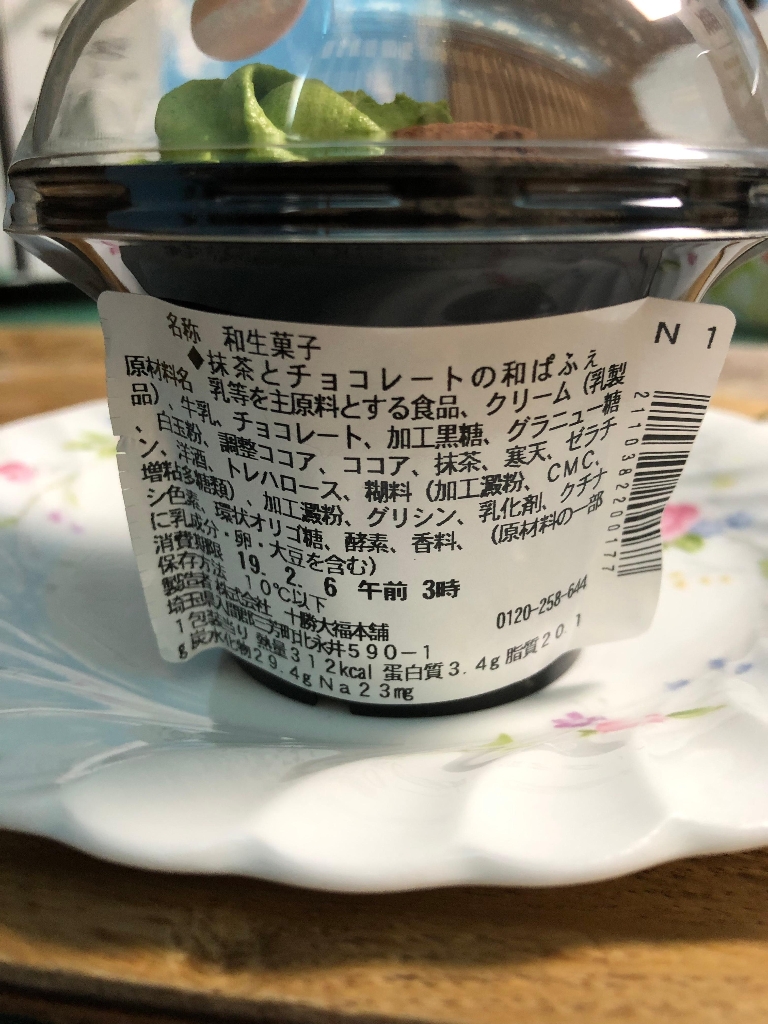 名称 和生菓子
◆抹茶とチョコレートの和ぱふぇ
原材料名 乳等を主原料とする食品、クリーム(乳製
品)、牛乳、チョコレート、加工黒糖、グラニュー糖
、白玉粉、調整ココア、ココア、抹茶、寒天、ゼラチ
ン、洋酒、トレハロース、糊料(加工澱粉、CMC、
増粘多糖類)、加工澱粉、グリシン、乳化剤、クチナ
シ色素、環状オリゴ糖、酵素、香料、(原材料の一部
に乳成分・卵・大豆を含む)
消費期限 19. 2. 6 午前 3時
保存方法 10℃以下
製造者 株式会社 十勝大福本舗
埼玉県入間郡三芳町北永井590-1
0120-258-644
1包装当り 熱量312kcal 蛋白質3.4g 脂質20.1
g 炭水化物29.4g Na23mg
N 1
2110382200177